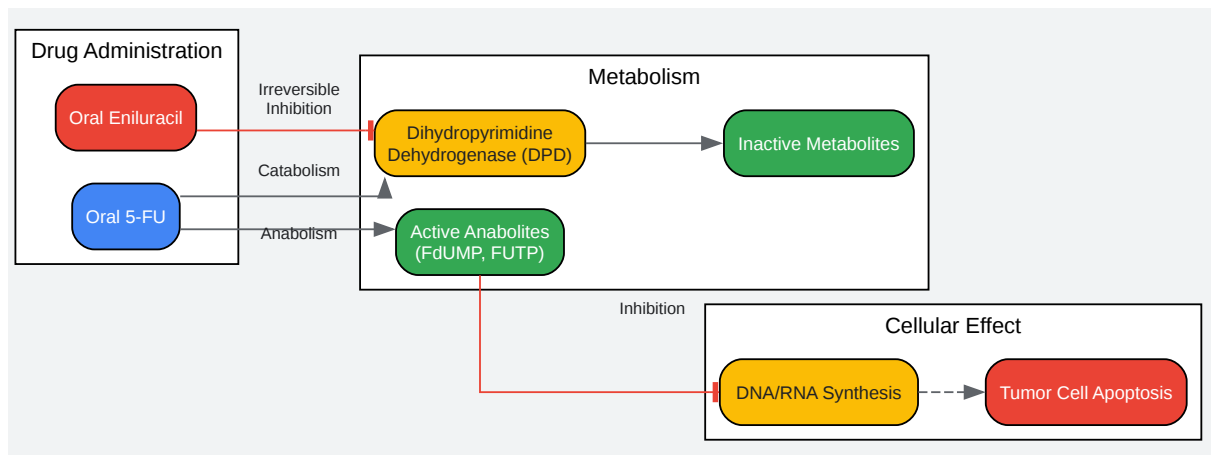 Drug Administration
Oral Eniluracil
Oral 5-FU
Irreversible
Inhibition
Catabolism
Anabolism
Metabolism
Dihydropyrimidine
Dehydrogenase (DPD)
Inactive Metabolites
Active Anabolites
(FdUMP, FUTP)
Inhibition
Cellular Effect
DNA/RNA Synthesis
Tumor Cell Apoptosis